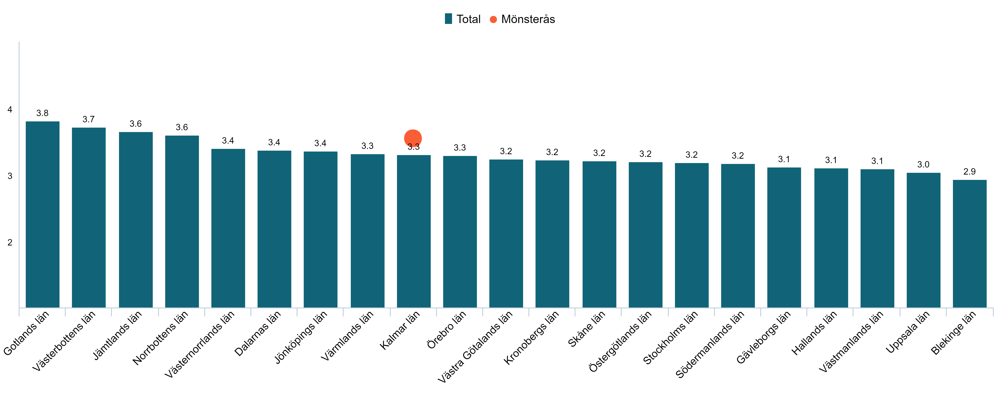 Total Mönsterås
4
3
2
3.8 3.7 3.6 3.6 3.4 3.4 3.4 3.3 3.3 3.3 3.2 3.2 3.2 3.2 3.2 3.2 3.1 3.1 3.1 3.0 2.9
Gotlands län
Västerbottens län
Jämtlands län
Norrbottens län
Västernorrlands län
Dalarnas län
Jönköpings län
Värmlands län
Kalmar län
Örebro län
Västra Götalands län
Kronobergs län
Skåne län
Östergötlands län
Stockholms län
Södermanlands län
Gävleborgs län
Hallands län
Västmanlands län
Uppsala län
Blekinge län